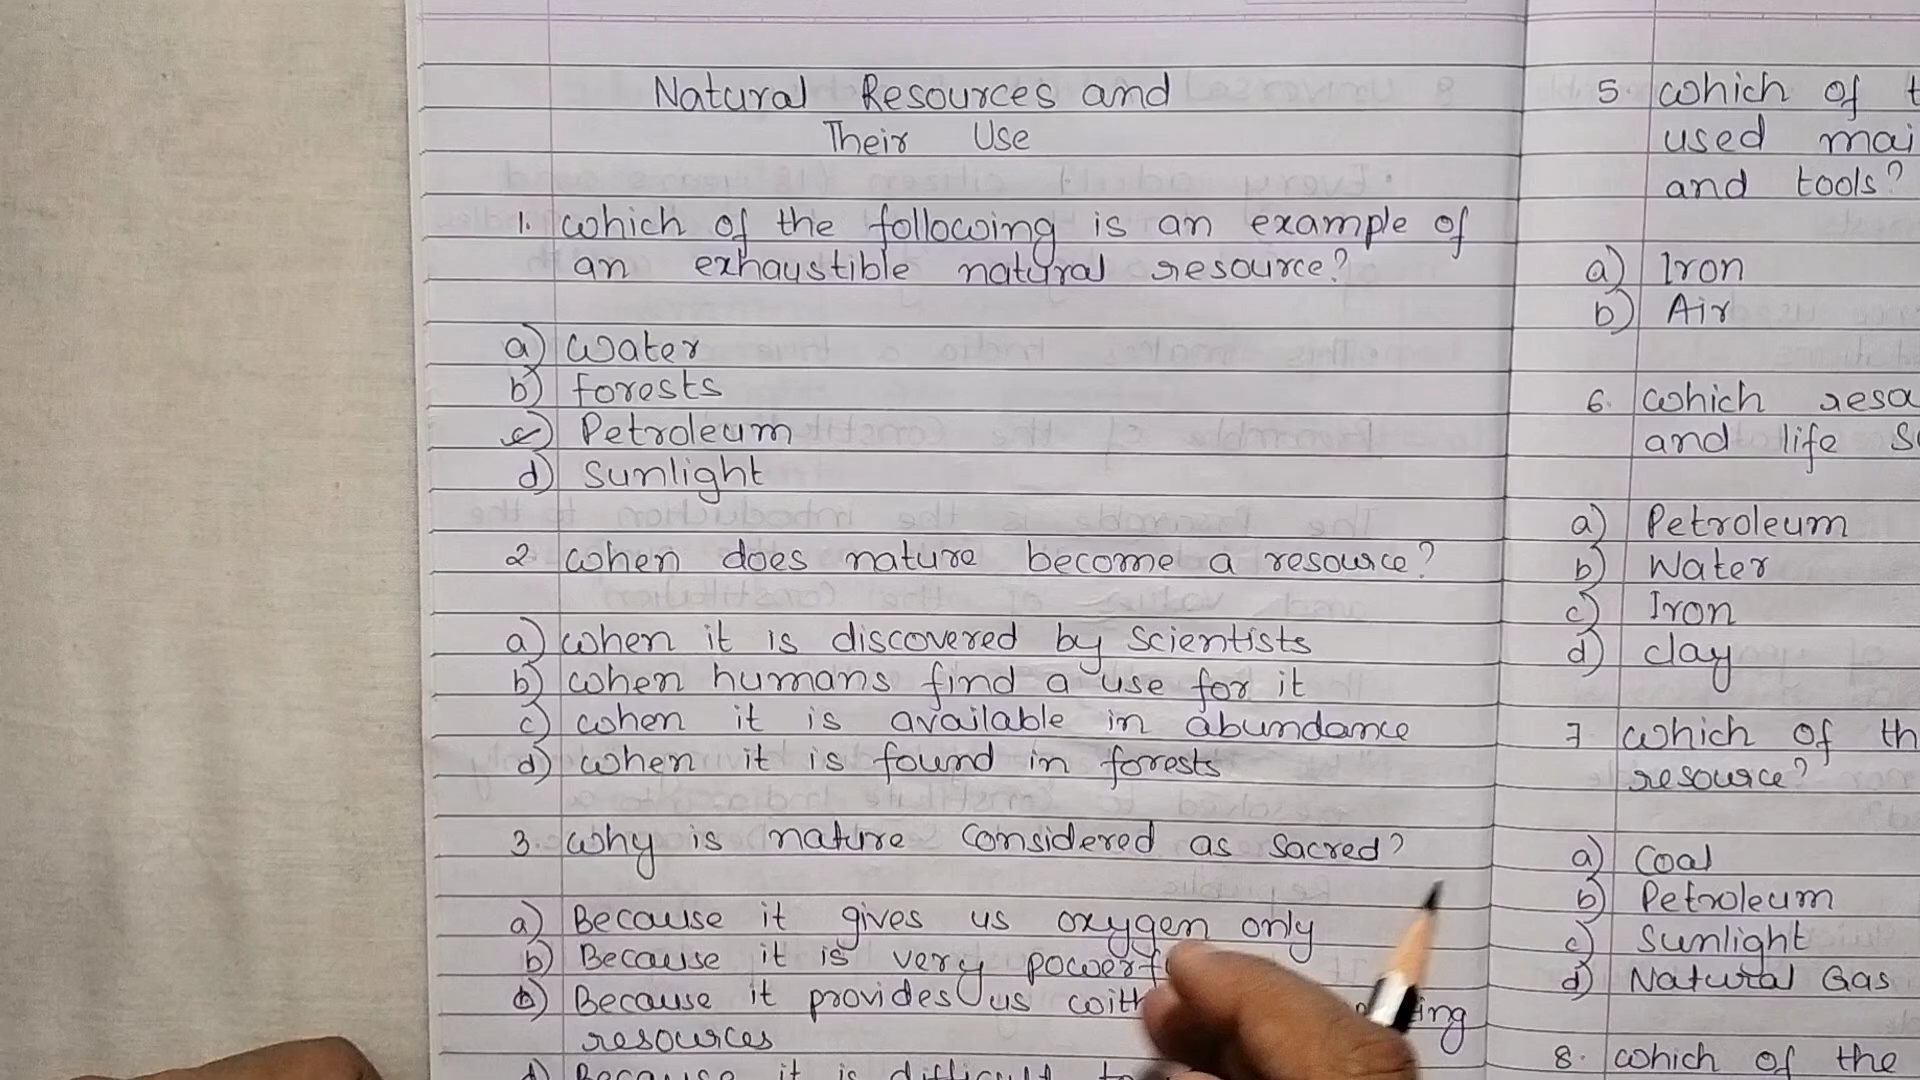 Natural Resources and
Their Use
1. Which of the following is an example of
an exhaustible natural resource?
a) Water
b) forests
c) Petroleum
d) Sunlight
2. When does nature become a resource?
a) When it is discovered by Scientists
b) When humans find a use for it
c) When it is available in abundance
d) When it is found in forests
3. Why is nature considered as sacred?
a) Because it gives us oxygen only
b) Because it is very
c) Because it provides us
resources
d) Because it is
5. Which of
used
and tools?
a) Iron
b) Air
6. Which
and life
a) Petroleum
b) Water
c) Iron
d) Clay
7. Which of
resource?
a) Coal
b) Petroleum
c) Sunlight
d) Natural Gas
8. Which of the